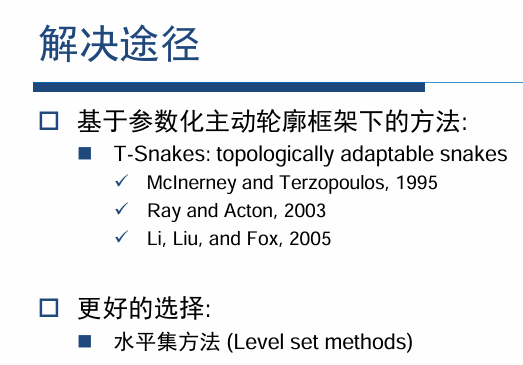 解决途径
基于参数化主动轮廓框架下的方法:
T-Snakes: topologically adaptable snakes
McInerney and Terzopoulos, 1995
Ray and Acton, 2003
Li, Liu, and Fox, 2005
更好的选择:
水平集方法 (Level set methods)